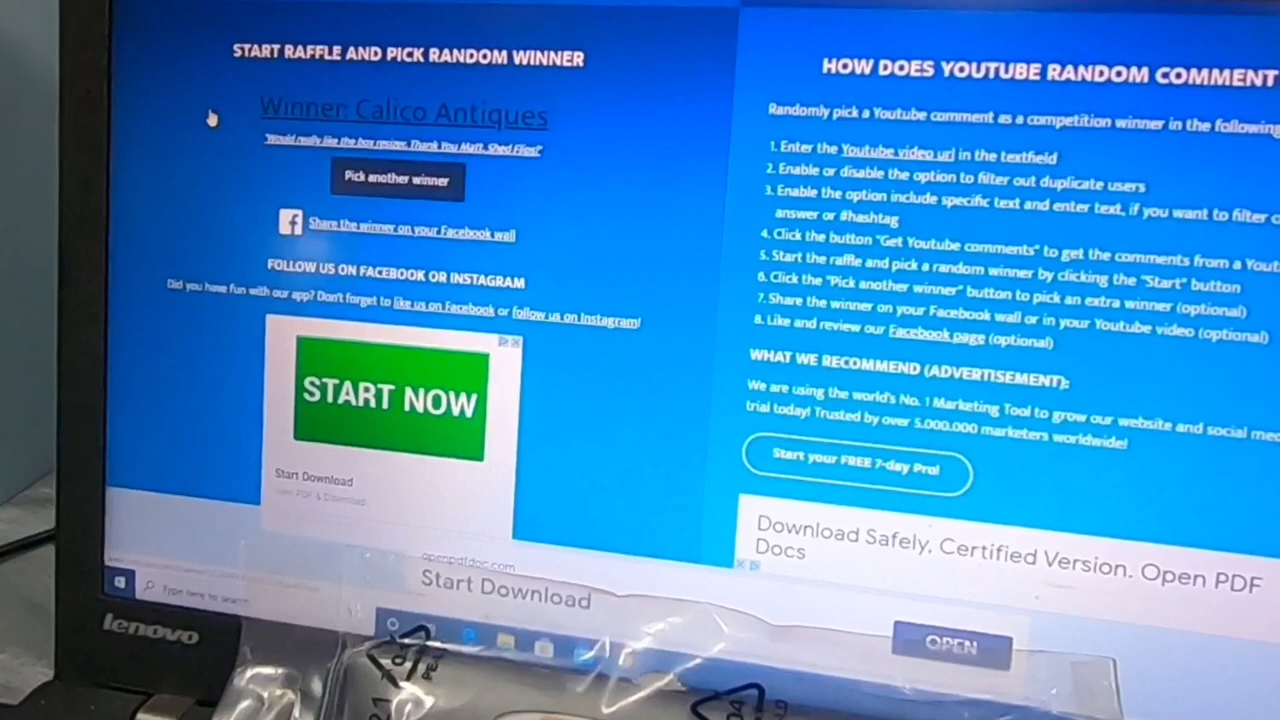 START RAFFLE AND PICK RANDOM WINNER
Winner: Calico Antiques
"Would really like the box resizer. Thank You Matt, Shed Flips!"
Pick another winner
Share the winner on your Facebook wall
FOLLOW US ON FACEBOOK OR INSTAGRAM
Did you have fun with our app? Don't forget to like us on Facebook or follow us on Instagram!
START NOW
Start Download
PDF & Download
openpdfdoc.com
Start Download
OPEN
HOW DOES YOUTUBE RANDOM COMMENT
Randomly pick a Youtube comment as a competition winner in the following
1. Enter the Youtube video url in the textfield
2. Enable or disable the option to filter out duplicate users
3. Enable the option include specific text and enter text, if you want to filter
answer or #hashtag
4. Click the button "Get Youtube comments" to get the comments from a
5. Start the raffle and pick a random winner by clicking the "Start" button
6. Click the "Pick another winner" button to pick an extra winner (optional)
7. Share the winner on your Facebook wall or in your Youtube video (optional)
8. Like and review our Facebook page (optional)
WHAT WE RECOMMEND (ADVERTISEMENT):
We are using the world's No. 1 Marketing Tool to grow our website and social
trial today! Trusted by over 5.000.000 marketers worldwide!
Start your FREE 7-day Pro!
Download Safely, Certified Version. Open PDF
Docs
Type here to search
lenovo